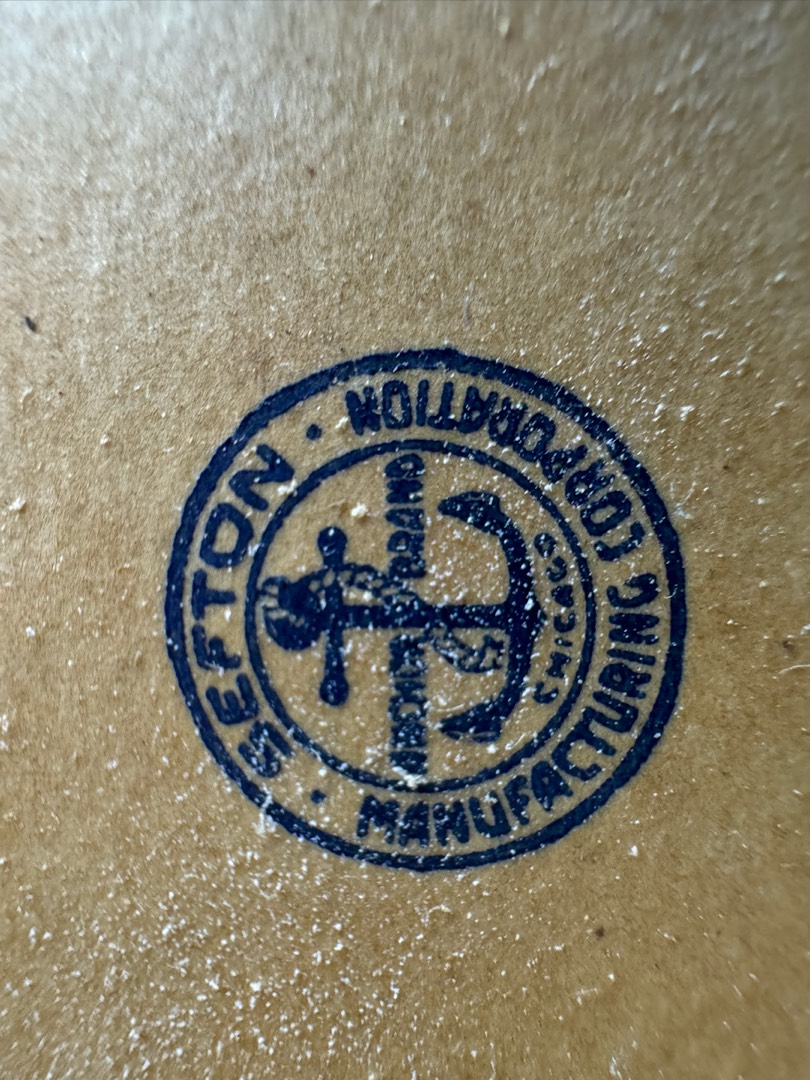 SEFTON
MANUFACTURING CORPORATION
ANCHOR BRAND
CHICAGO